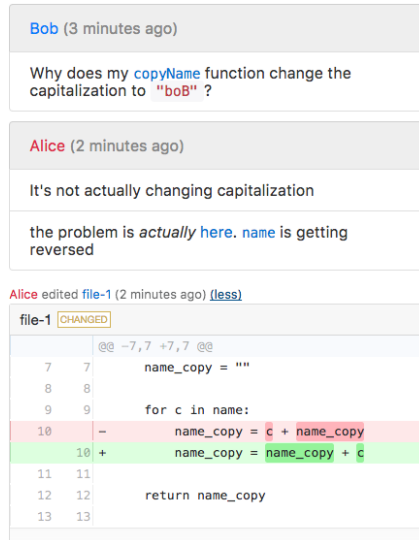 Bob (3 minutes ago)
Why does my copyName function change the
capitalization to "boB" ?
Alice (2 minutes ago)
It's not actually changing capitalization
the problem is actually here. name is getting
reversed
Alice edited file-1 (2 minutes ago) (less)
file-1 CHANGED
@@ -7,7 +7,7 @@
7 7 name_copy = ""
8 8
9 9 for c in name:
10 - name_copy = c + name_copy
10 + name_copy = name_copy + c
11 11
12 12 return name_copy
13 13